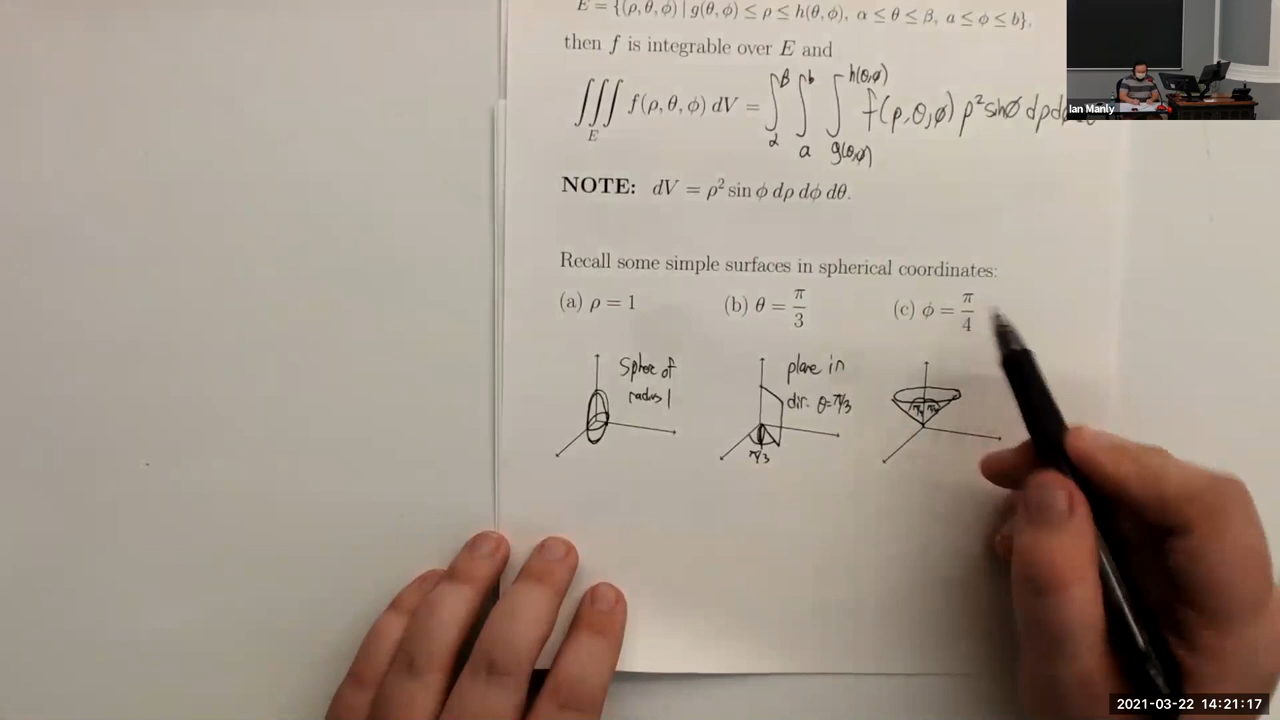 E = {(ρ, θ, φ) | g(θ, φ) ≤ ρ ≤ h(θ, φ), α ≤ θ ≤ β, a ≤ φ ≤ b},
then f is integrable over E and
∭_E f(ρ, θ, φ) dV = ∫_α^β ∫_a^b ∫_{g(θ,φ)}^{h(θ,φ)} f(ρ,θ,φ) ρ² sinφ dρ
Ian Manly
NOTE: dV = ρ² sin φ dρ dφ dθ.
Recall some simple surfaces in spherical coordinates:
(a) ρ = 1 (b) θ = π/3 (c) φ = π/4
Sphere of plane in
radius 1 dir. θ=π/3
π/4 π/4
π/3
2021-03-22 14:21:17